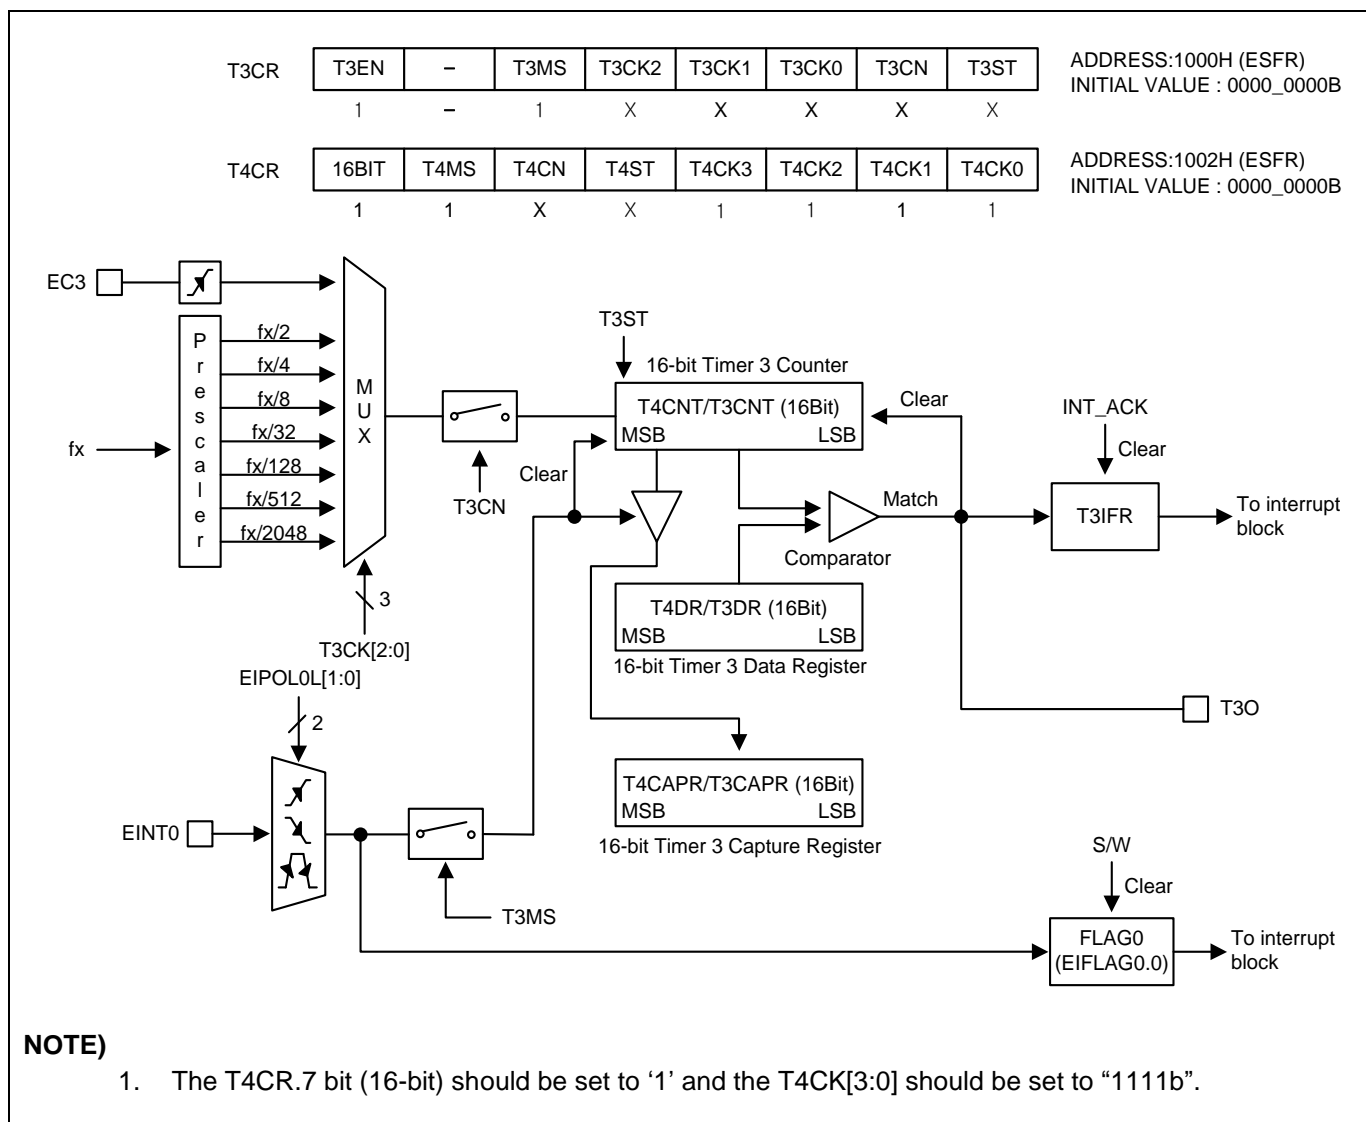 T3CR T3EN – T3MS T3CK2 T3CK1 T3CK0 T3CN T3ST ADDRESS:1000H (ESFR)
INITIAL VALUE : 0000_0000B
1 – 1 X X X X X
T4CR 16BIT T4MS T4CN T4ST T4CK3 T4CK2 T4CK1 T4CK0 ADDRESS:1002H (ESFR)
INITIAL VALUE : 0000_0000B
1 1 X X 1 1 1 1
EC3
Prescaler
fx
fx/2
fx/4
fx/8
fx/32
fx/128
fx/512
fx/2048
MUX
3
T3CK[2:0]
T3CN
T3ST
16-bit Timer 3 Counter
T4CNT/T3CNT (16Bit)
MSB LSB
Clear
Clear
Match
Comparator
INT_ACK
Clear
T3IFR
To interrupt
block
T4DR/T3DR (16Bit)
MSB LSB
16-bit Timer 3 Data Register
T3O
EIPOL0L[1:0]
2
EINT0
T3MS
T4CAPR/T3CAPR (16Bit)
MSB LSB
16-bit Timer 3 Capture Register
S/W
Clear
FLAG0
(EIFLAG0.0)
To interrupt
block
NOTE)
1. The T4CR.7 bit (16-bit) should be set to ‘1’ and the T4CK[3:0] should be set to “1111b”.